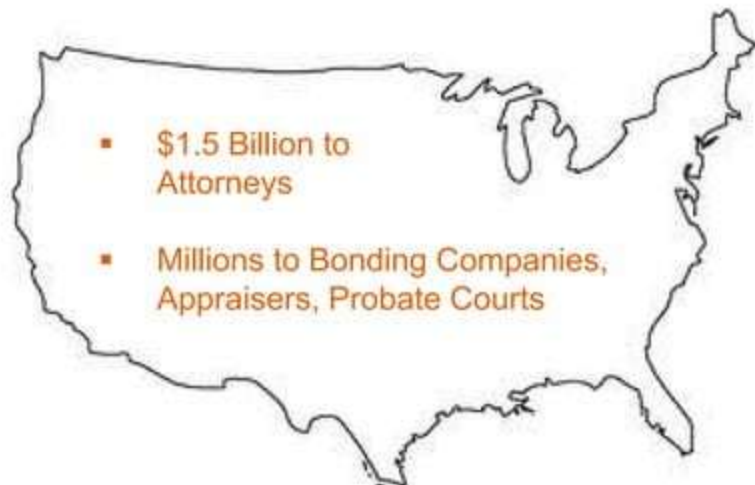 ▪ $1.5 Billion to
Attorneys
▪ Millions to Bonding Companies,
Appraisers, Probate Courts